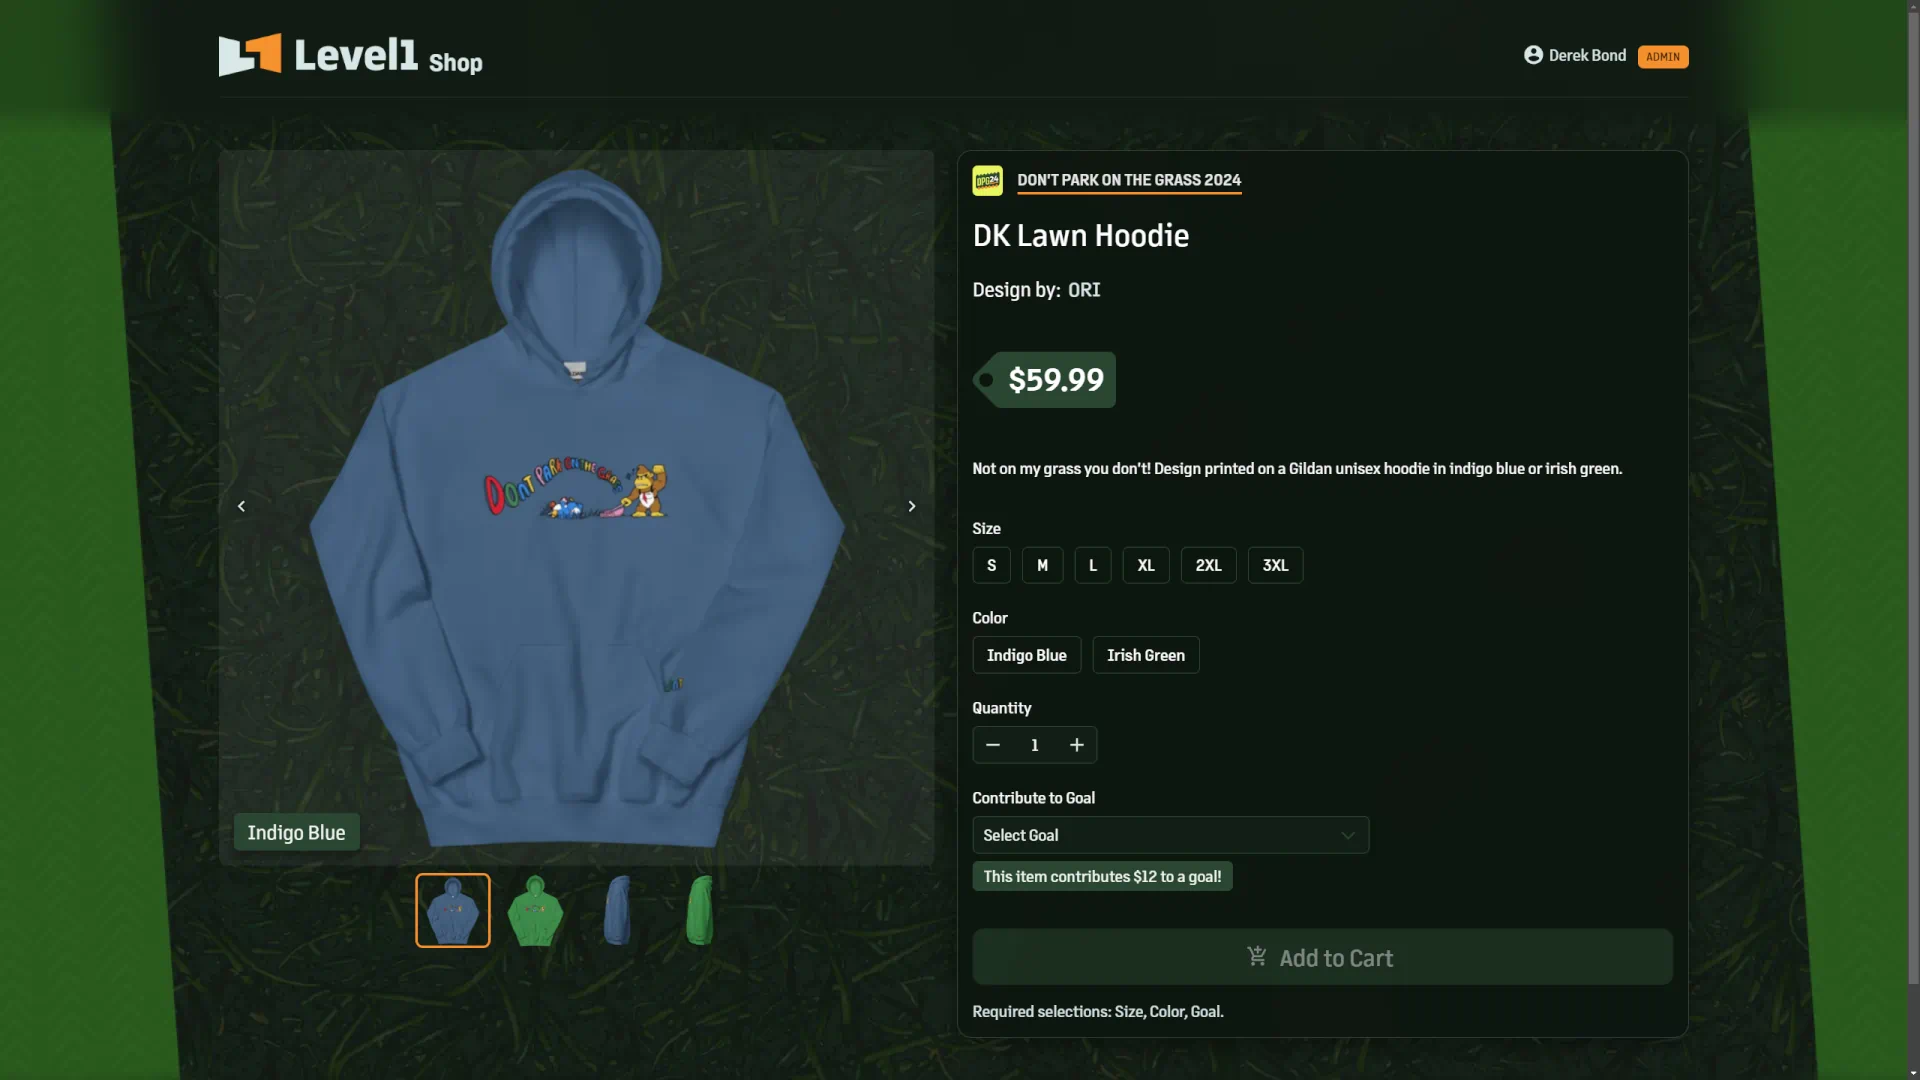 Level1 Shop
Derek Bond ADMIN
DPG24
DON'T PARK ON THE GRASS 2024
DK Lawn Hoodie
Design by: ORI
$59.99
Not on my grass you don't! Design printed on a Gildan unisex hoodie in indigo blue or irish green.
DONT PARK ON THE GRASS
Size
S M L XL 2XL 3XL
Color
Indigo Blue Irish Green
Quantity
1
Contribute to Goal
Select Goal
This item contributes $12 to a goal!
Indigo Blue
Add to Cart
Required selections: Size, Color, Goal.